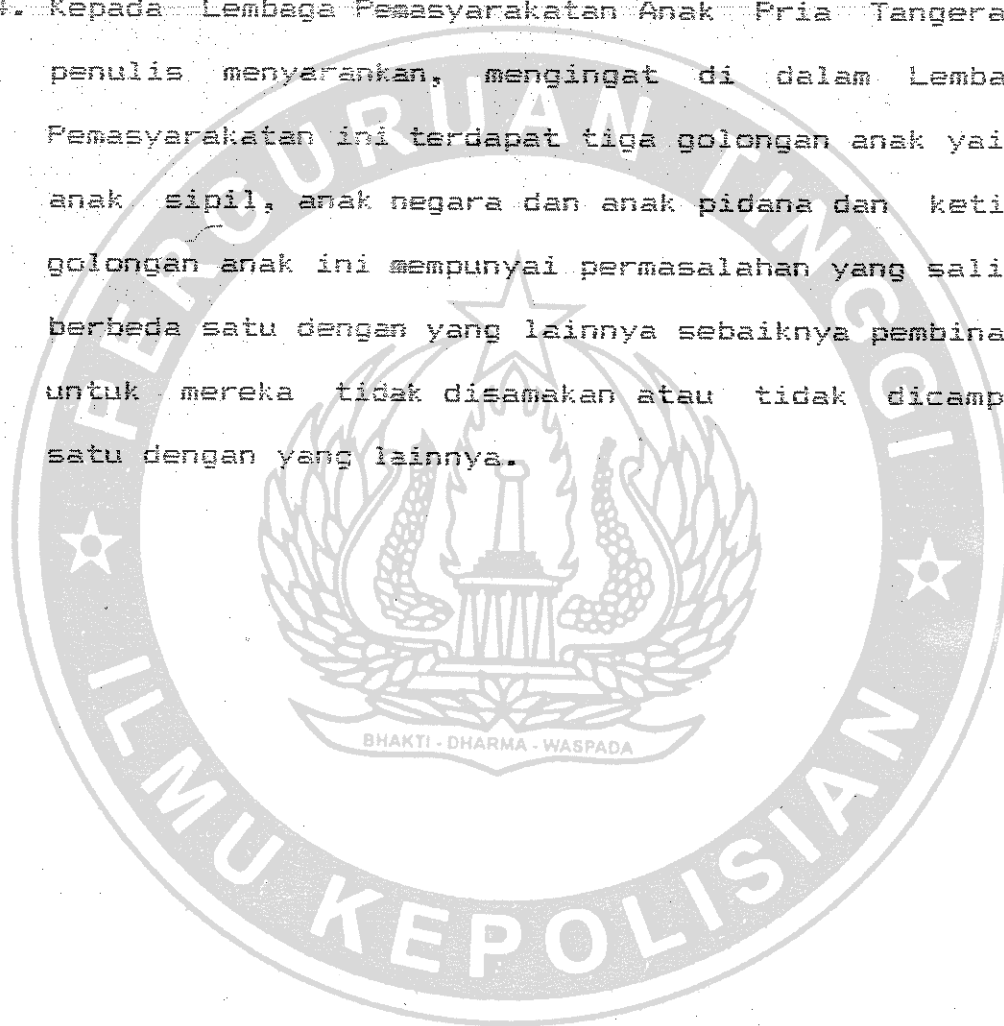 4. Kepada Lembaga Pemasyarakatan Anak Pria Tangera
penulis menyarankan, mengingat di dalam Lemba
Pemasyarakatan ini terdapat tiga golongan anak yai
anak sipil, anak negara dan anak pidana dan keti
golongan anak ini mempunyai permasalahan yang sali
berbeda satu dengan yang lainnya sebaiknya pembina
untuk mereka tidak disamakan atau tidak dicamp
satu dengan yang lainnya.
PERGURUAN TINGGI
BHAKTI - DHARMA - WASPADA
ILMU KEPOLISIAN